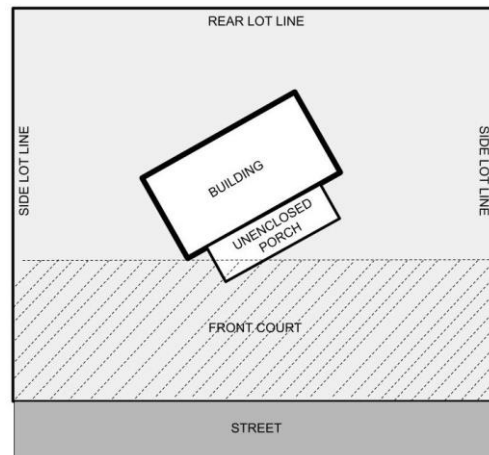 REAR LOT LINE
SIDE LOT LINE
SIDE LOT LINE
BUILDING
UNENCLOSED
PORCH
FRONT COURT
STREET